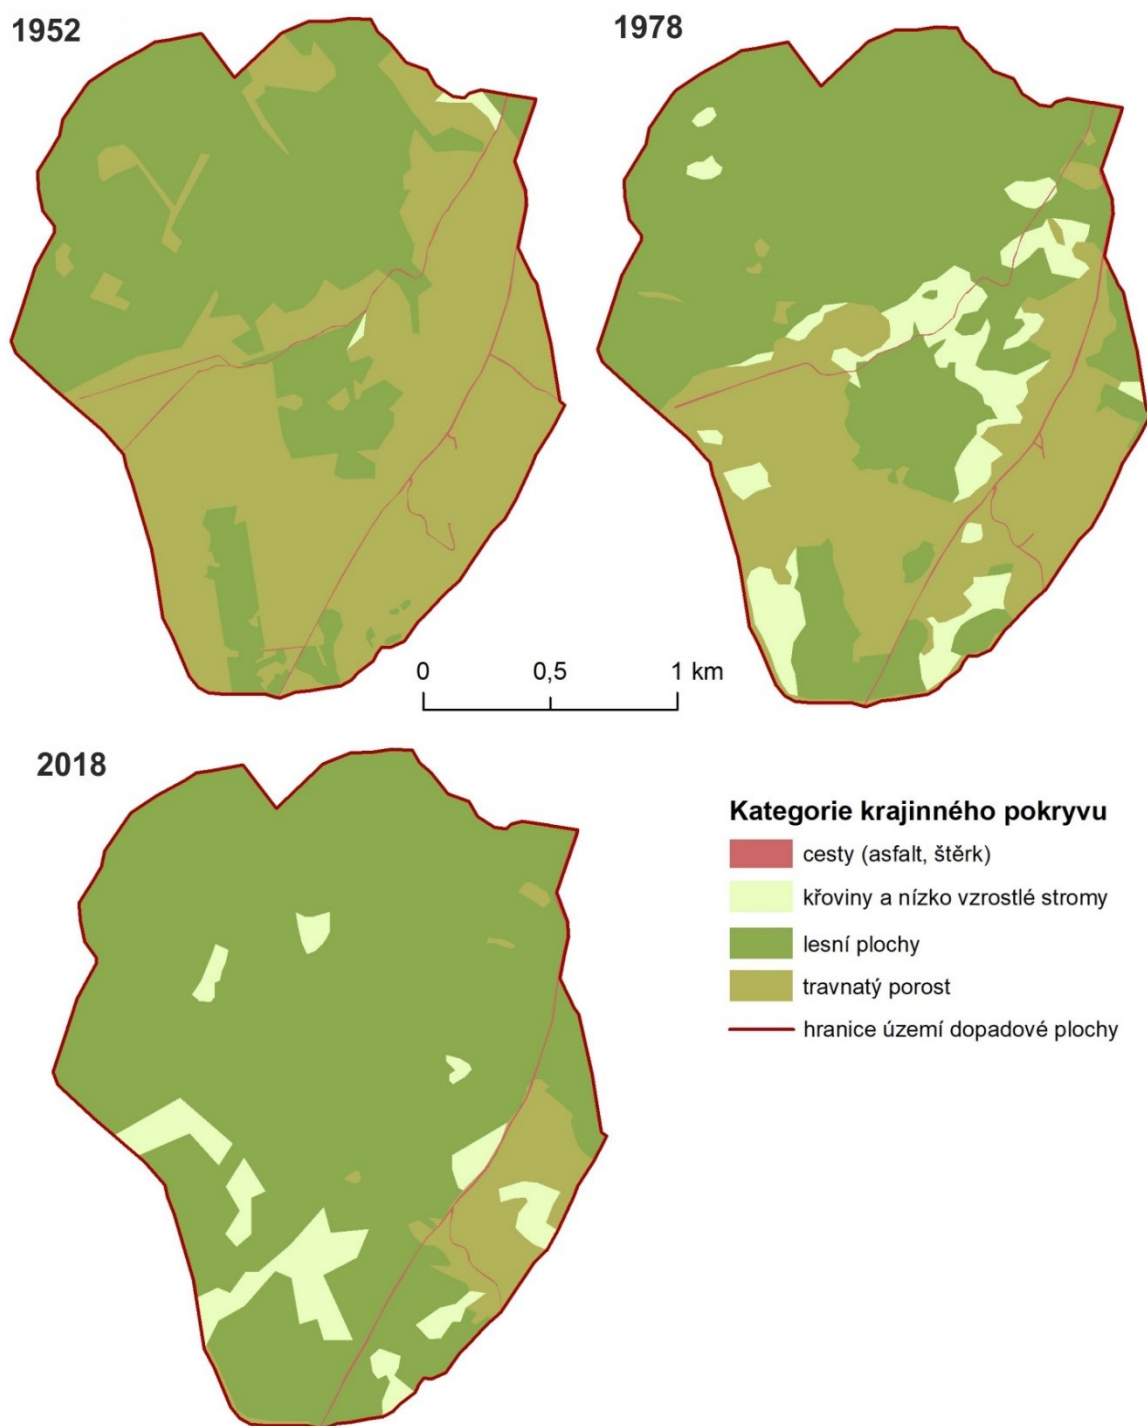 1952
1978
0 0,5 1 km
2018
Kategorie krajinného pokryvu
cesty (asfalt, štěrk)
křoviny a nízko vzrostlé stromy
lesní plochy
travnatý porost
hranice území dopadové plochy